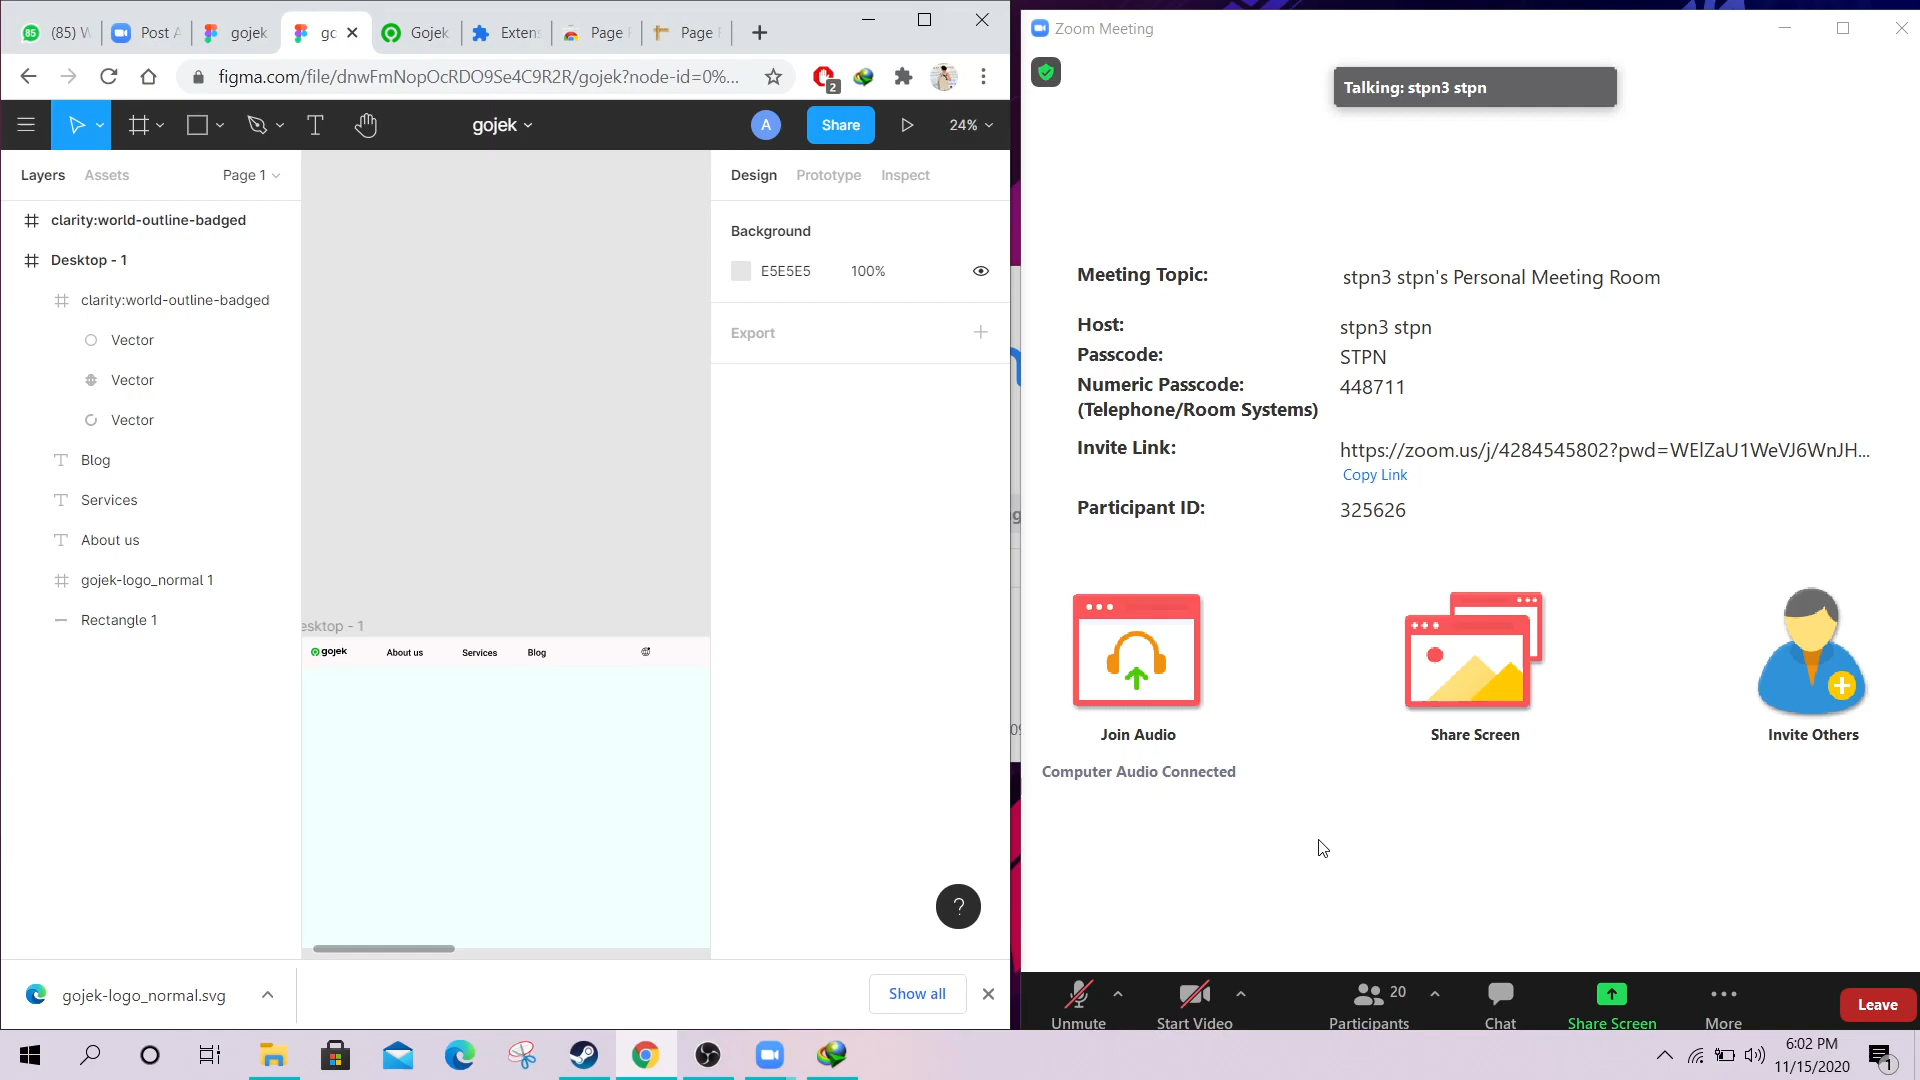 (85) W
Post A
gojek
gc
Gojek
Extens
Page
Page
figma.com/file/dnwFmNopOcRDO9Se4C9R2R/gojek?node-id=0%...
2
gojek
A
Share
24%
Layers
Assets
Page 1
Design
Prototype
Inspect
clarity:world-outline-badged
Desktop - 1
clarity:world-outline-badged
Vector
Vector
Vector
Blog
Services
About us
gojek-logo_normal 1
Rectangle 1
Background
E5E5E5
100%
Export
esktop - 1
gojek
About us
Services
Blog
?
gojek-logo_normal.svg
Show all
Zoom Meeting
Talking: stpn3 stpn
Meeting Topic:
stpn3 stpn's Personal Meeting Room
Host:
stpn3 stpn
Passcode:
STPN
Numeric Passcode:
448711
(Telephone/Room Systems)
Invite Link:
https://zoom.us/j/4284545802?pwd=WElZaU1WeVJ6WnJH...
Copy Link
Participant ID:
325626
Join Audio
Share Screen
Invite Others
Computer Audio Connected
Unmute
Start Video
20
Participants
Chat
Share Screen
More
Leave
6:02 PM
11/15/2020
1